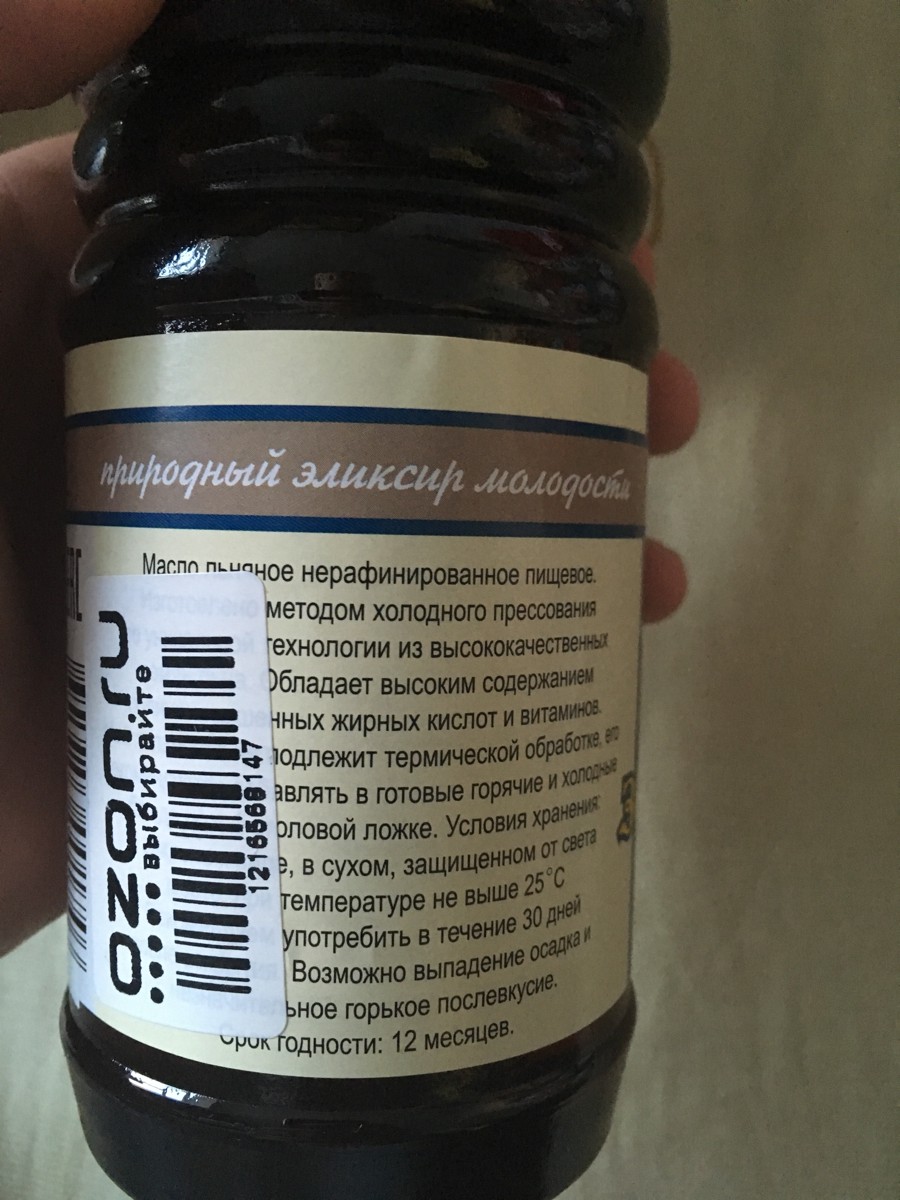 природный эликсир молодости
Масло льняное нерафинированное пищевое.
Изготовлено методом холодного прессования
технологии из высококачественных
Обладает высоким содержанием
жирных кислот и витаминов.
подлежит термической обработке, его
в готовые горячие и холодные
ложке. Условия хранения:
в сухом, защищенном от света
температуре не выше 25°С
употребить в течение 30 дней
Возможно выпадение осадка и
горькое послевкусие.
Срок годности: 12 месяцев.
ozon.ru
выбирайте
1216568147